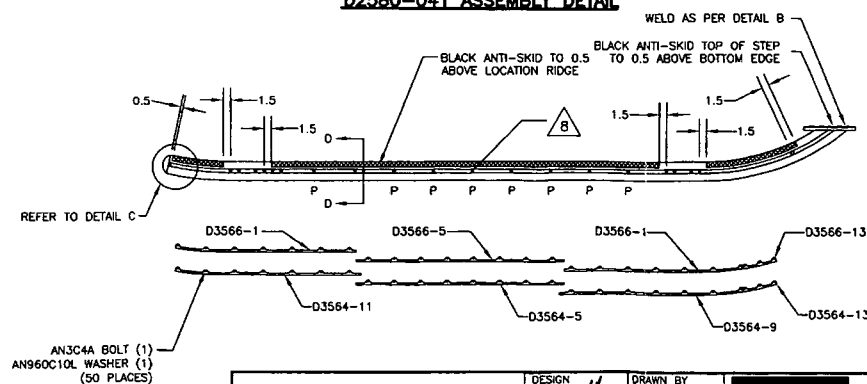 D2580-041 ASSEMBLY DETAIL
WELD AS PER DETAIL B
BLACK ANTI-SKID TO 0.5
ABOVE LOCATION RIDGE
BLACK ANTI-SKID TOP OF STEP
TO 0.5 ABOVE BOTTOM EDGE
0.5
1.5
1.5
D
D
8
1.5
1.5
1.5
P P P P P P P P
REFER TO DETAIL C
D3566-1
D3566-5
D3566-1
D3566-13
D3564-11
D3564-5
D3564-9
D3564-13
AN3C4A BOLT (1)
AN960C10L WASHER (1)
(50 PLACES)
DESIGN
DRAWN BY